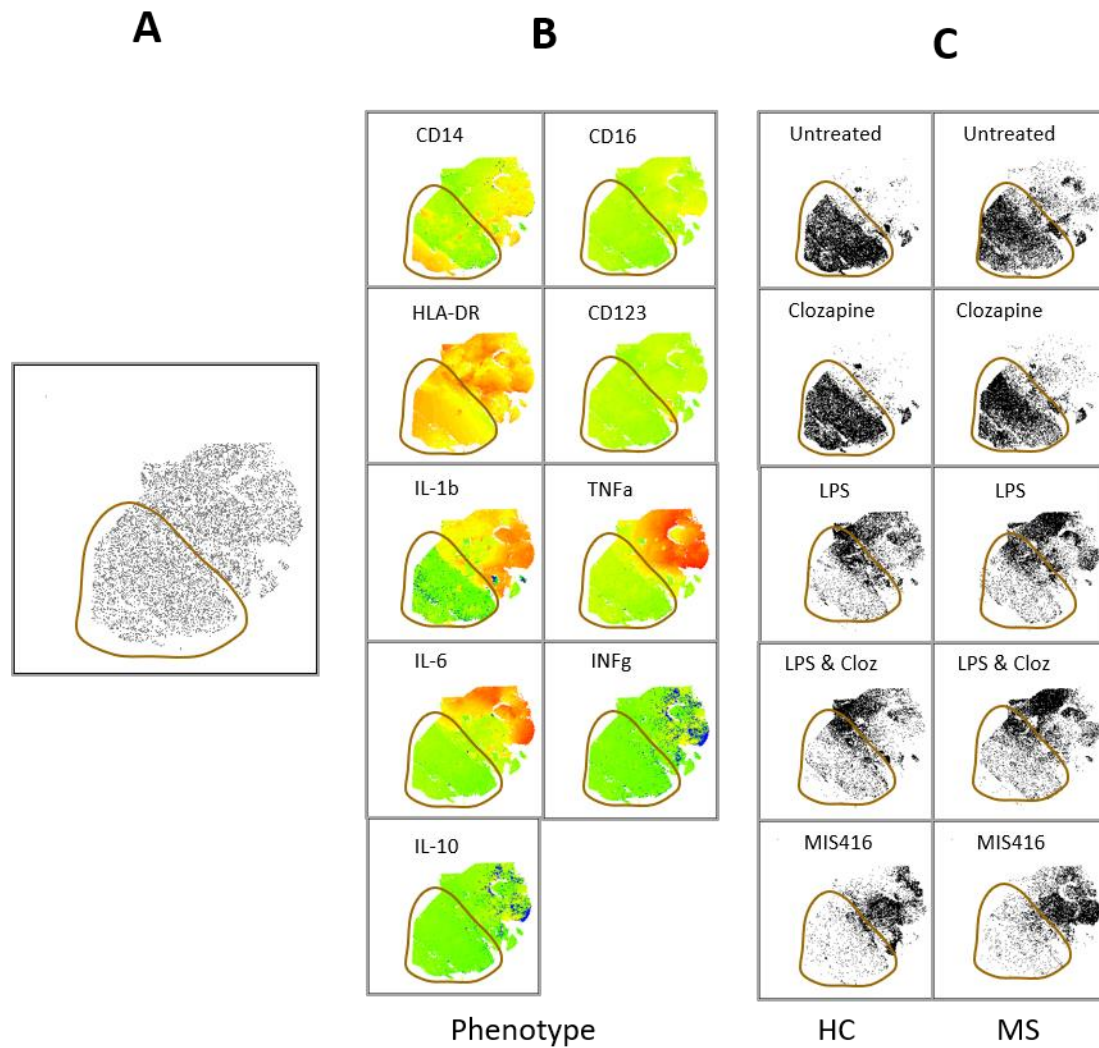 A
B
C
CD14
CD16
HLA-DR
CD123
IL-1b
TNFa
IL-6
INFg
IL-10
Phenotype
Untreated
Untreated
Clozapine
Clozapine
LPS
LPS
LPS & Cloz
LPS & Cloz
MIS416
MIS416
HC
MS